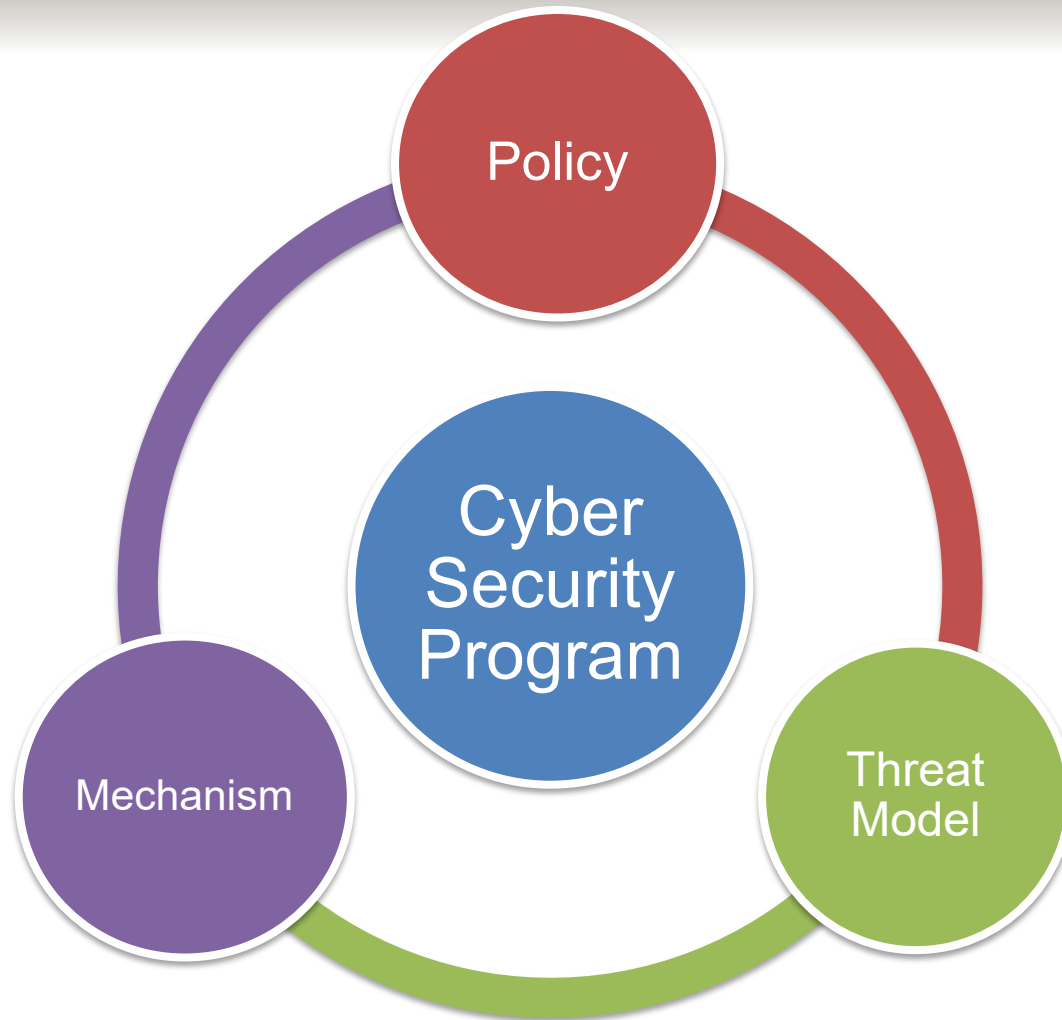 Policy
Cyber
Security
Program
Mechanism
Threat
Model